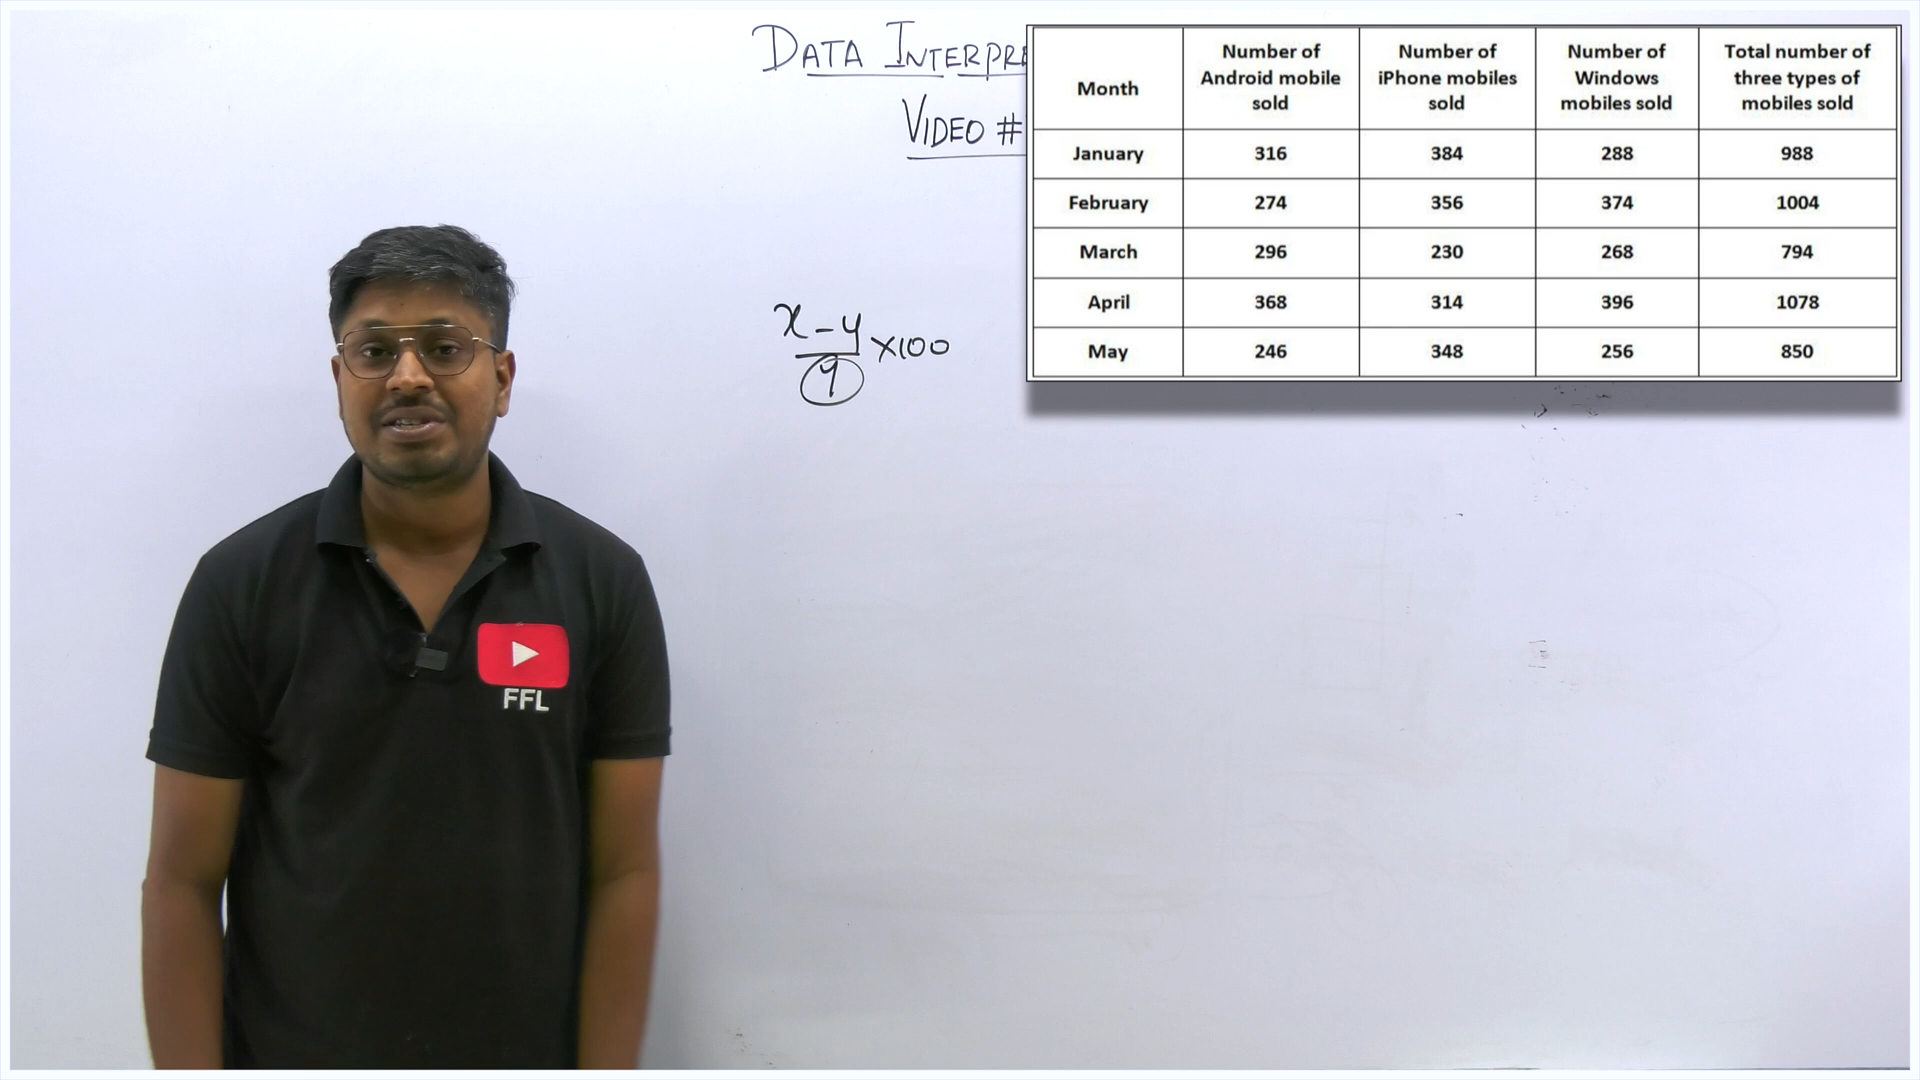 DATA INTERPRE
VIDEO #
x-y
y ×100
FFL
Month Number of Android mobile sold Number of iPhone mobiles sold Number of Windows mobiles sold Total number of three types of mobiles sold
January 316 384 288 988
February 274 356 374 1004
March 296 230 268 794
April 368 314 396 1078
May 246 348 256 850